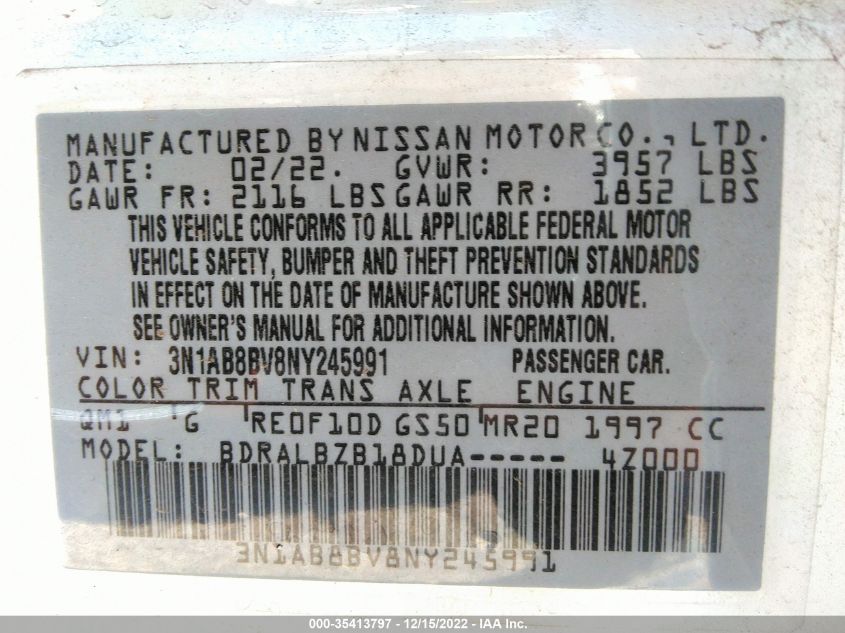 MANUFACTURED BY NISSAN MOTOR CO., LTD.
DATE: 02/22. GVWR: 3957 LBS
GAWR FR: 2116 LBS GAWR RR: 1852 LBS
THIS VEHICLE CONFORMS TO ALL APPLICABLE FEDERAL MOTOR
VEHICLE SAFETY, BUMPER AND THEFT PREVENTION STANDARDS
IN EFFECT ON THE DATE OF MANUFACTURE SHOWN ABOVE.
SEE OWNER'S MANUAL FOR ADDITIONAL INFORMATION.
VIN: 3N1AB8BV8NY245991 PASSENGER CAR.
COLOR TRIM TRANS AXLE ENGINE
QM1 G RE0F10D GS50 MR20 1997 CC
MODEL: BDRALBZB18DUA----- 4Z000
3N1AB8BV8NY245991
000-35413797 - 12/15/2022 - IAA Inc.